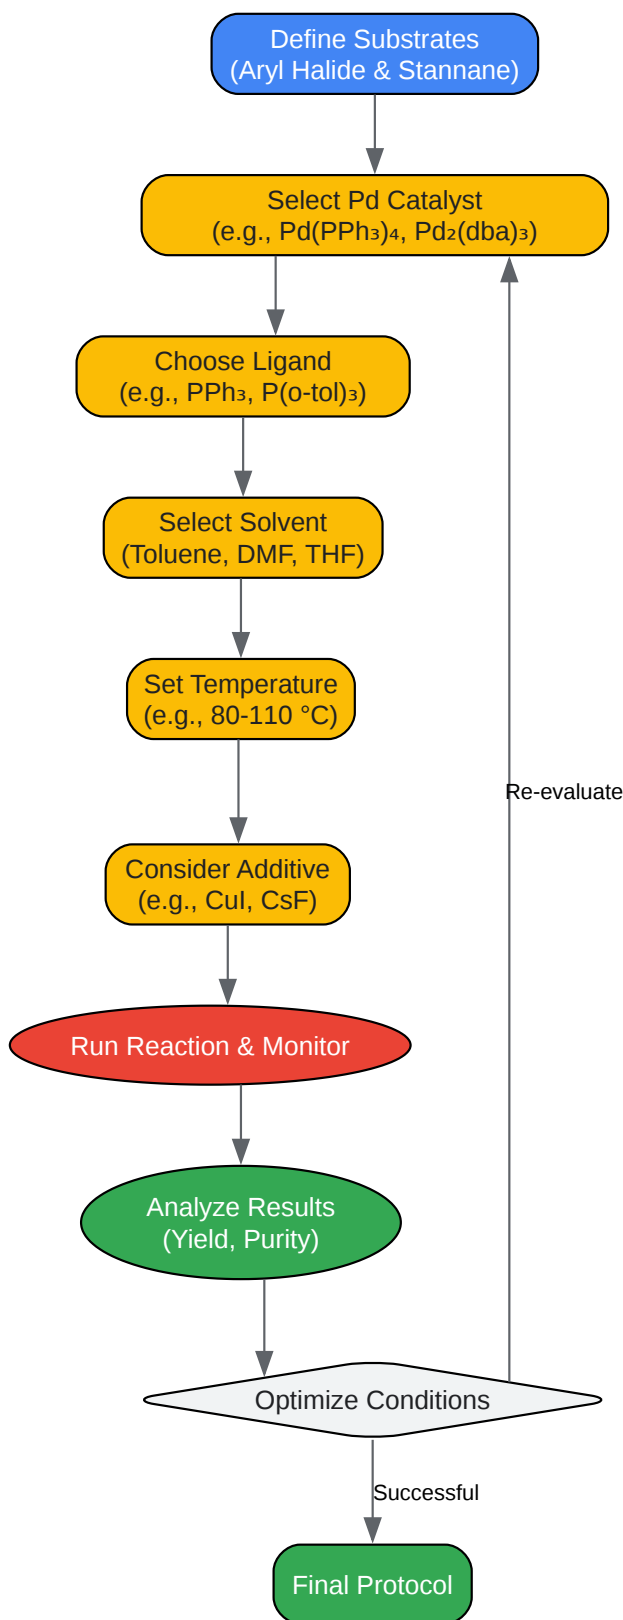 Define Substrates
(Aryl Halide & Stannane)
Select Pd Catalyst
(e.g., Pd(PPh₃)₄, Pd₂(dba)₃)
Choose Ligand
(e.g., PPh₃, P(o-tol)₃)
Select Solvent
(Toluene, DMF, THF)
Set Temperature
(e.g., 80-110 °C)
Re-evaluate
Consider Additive
(e.g., CuI, CsF)
Run Reaction & Monitor
Analyze Results
(Yield, Purity)
Optimize Conditions
Successful
Final Protocol